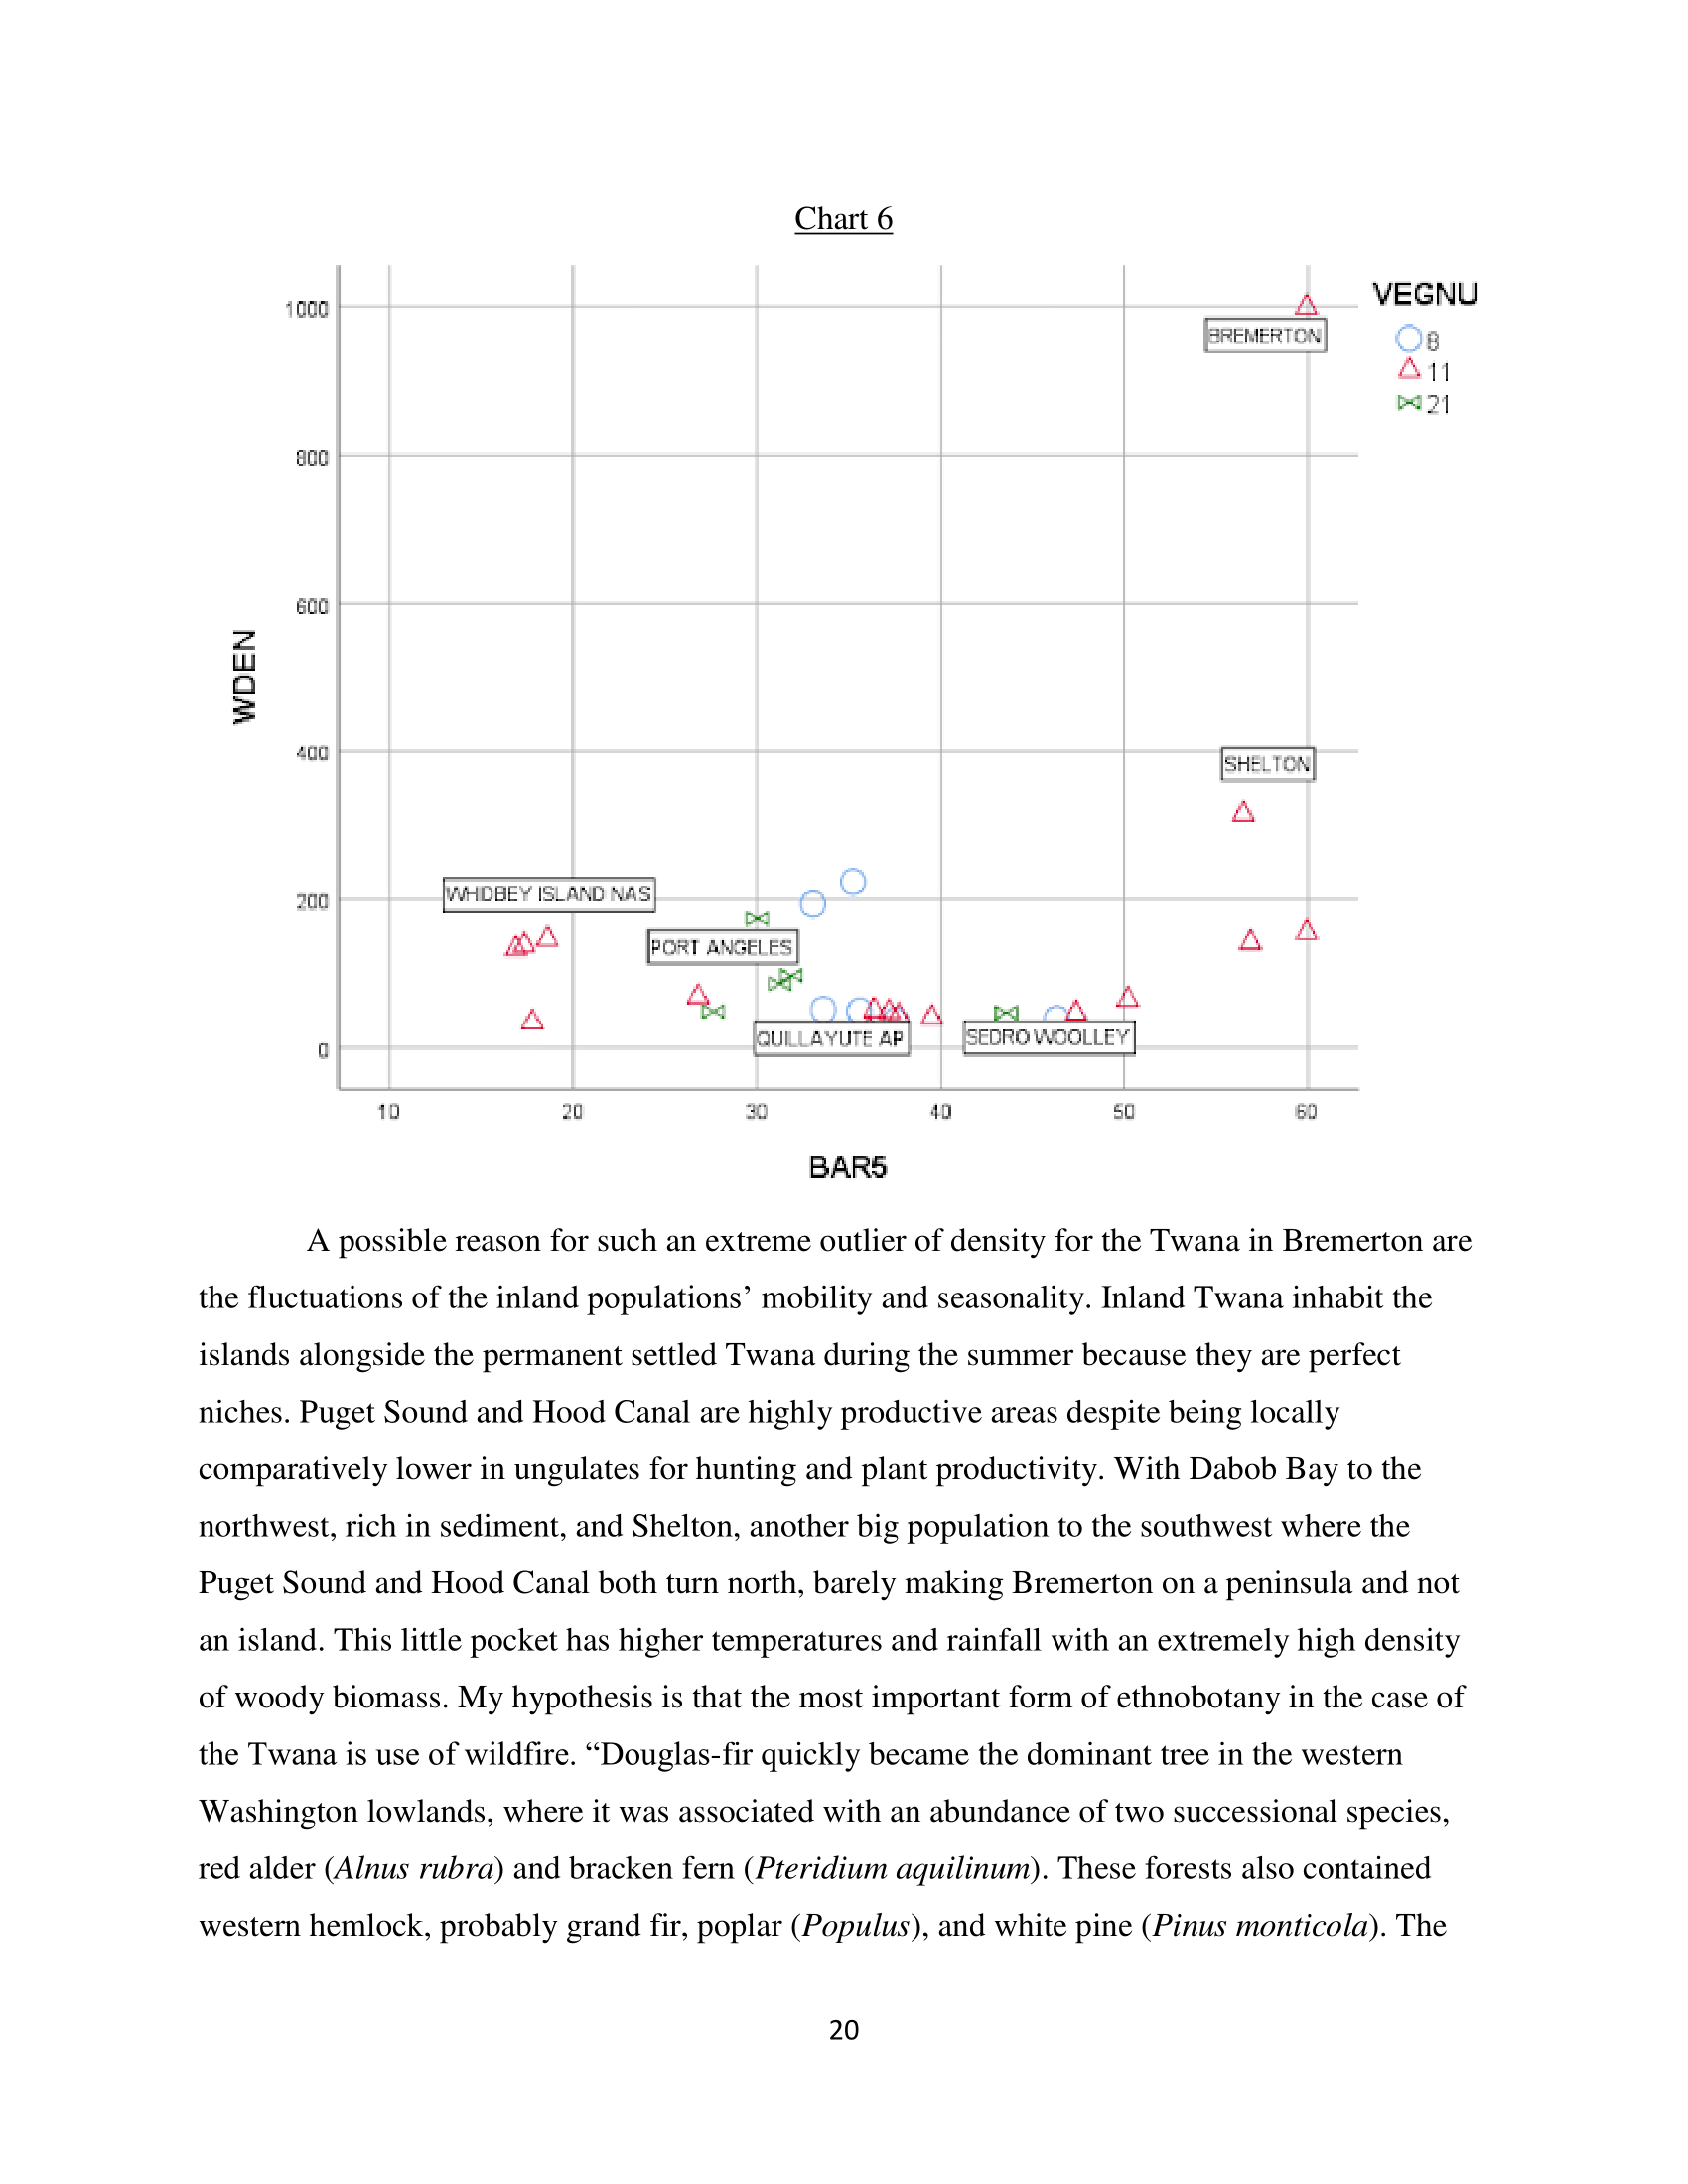 Chart 6
VEGNU
8
11
21
1000
800
600
400
200
0
WDEN
BREMERTON
SHELTON
WHIDBEY ISLAND NAS
PORT ANGELES
QUILLAYUTE AP
SEDRO WOOLLEY
10 20 30 40 50 60
BAR5
A possible reason for such an extreme outlier of density for the Twana in Bremerton are
the fluctuations of the inland populations’ mobility and seasonality. Inland Twana inhabit the
islands alongside the permanent settled Twana during the summer because they are perfect
niches. Puget Sound and Hood Canal are highly productive areas despite being locally
comparatively lower in ungulates for hunting and plant productivity. With Dabob Bay to the
northwest, rich in sediment, and Shelton, another big population to the southwest where the
Puget Sound and Hood Canal both turn north, barely making Bremerton on a peninsula and not
an island. This little pocket has higher temperatures and rainfall with an extremely high density
of woody biomass. My hypothesis is that the most important form of ethnobotany in the case of
the Twana is use of wildfire. “Douglas-fir quickly became the dominant tree in the western
Washington lowlands, where it was associated with an abundance of two successional species,
red alder (Alnus rubra) and bracken fern (Pteridium aquilinum). These forests also contained
western hemlock, probably grand fir, poplar (Populus), and white pine (Pinus monticola). The
20